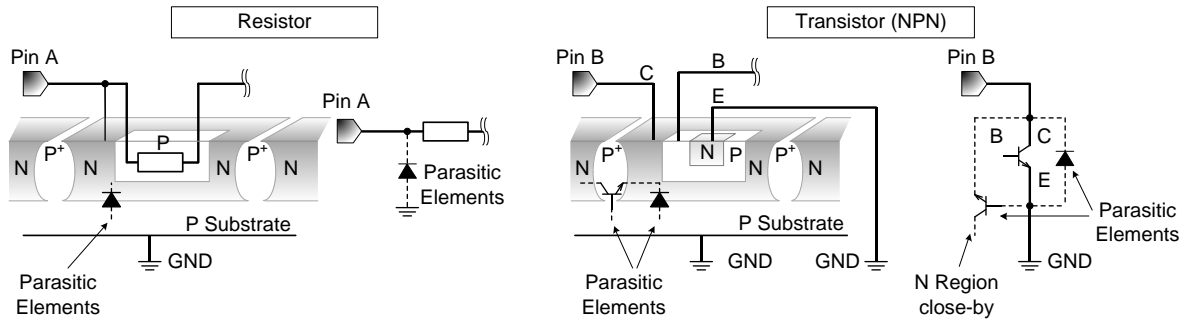 Resistor
Transistor (NPN)
Pin A
Pin B
Pin B
C
B
E
Pin A
N
P+
N
P
P+
N
N
P+
N
N
P
P+
N
B
C
E
Parasitic
Elements
P Substrate
P Substrate
GND
GND
GND
GND
Parasitic
Elements
Parasitic
Elements
Parasitic
Elements
N Region
close-by